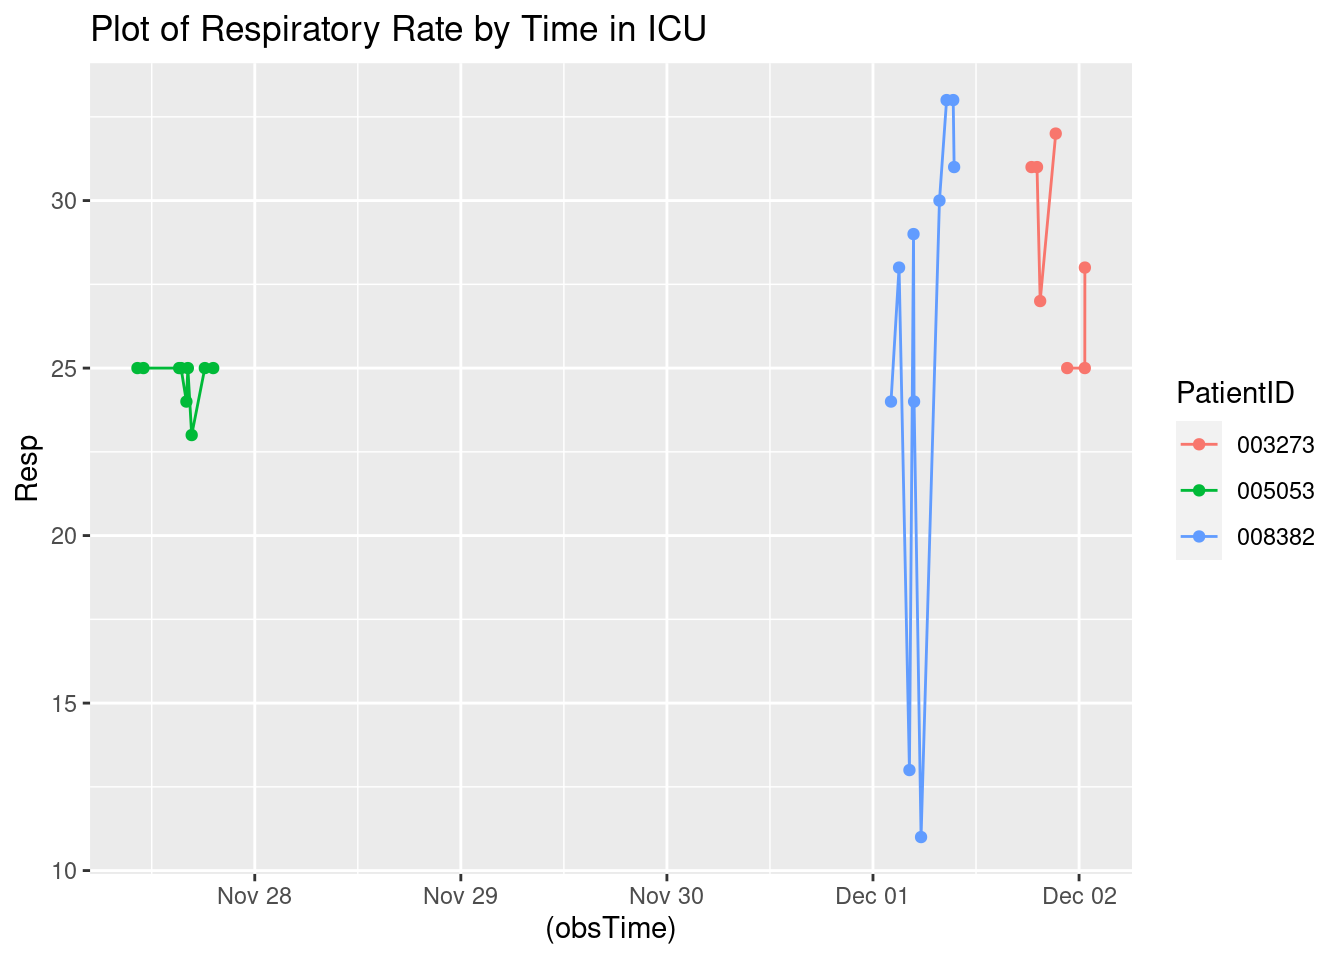 Plot of Respiratory Rate by Time in ICU
30
25
20
15
10
Resp
Nov 28
Nov 29
Nov 30
Dec 01
Dec 02
(obsTime)
PatientID
003273
005053
008382